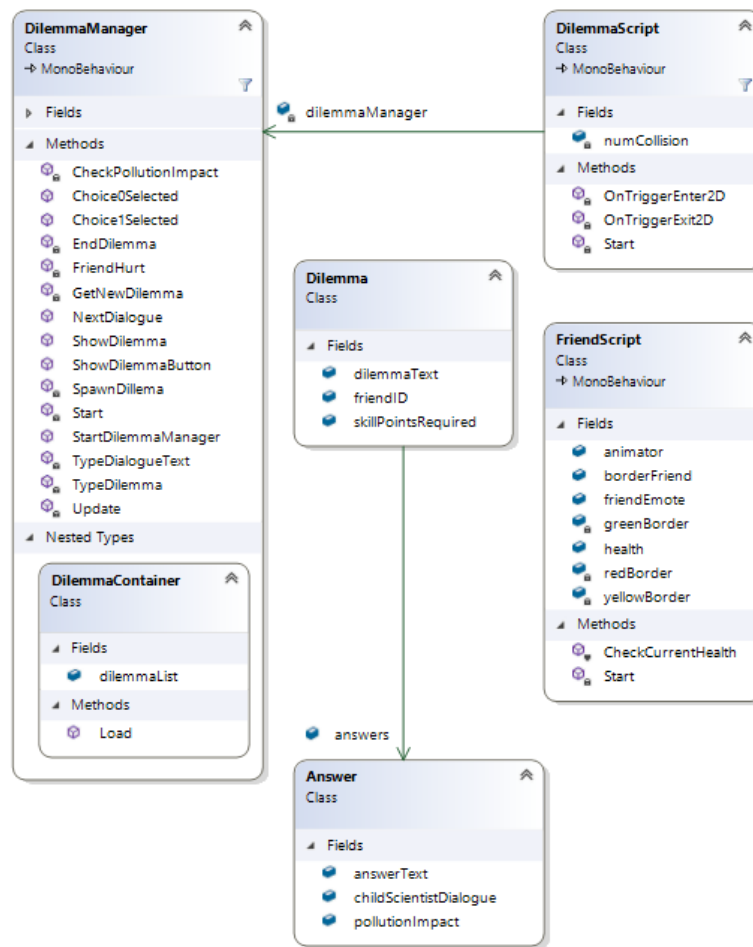 DilemmaManager
Class
MonoBehaviour
Fields
Methods
CheckPollutionImpact
Choice0Selected
Choice1Selected
EndDilemma
FriendHurt
GetNewDilemma
NextDialogue
ShowDilemma
ShowDilemmaButton
SpawnDillema
Start
StartDilemmaManager
TypeDialogueText
TypeDilemma
Update
Nested Types
DilemmaContainer
Class
Fields
dilemmaList
Methods
Load
dilemmaManager
DilemmaScript
Class
MonoBehaviour
Fields
numCollision
Methods
OnTriggerEnter2D
OnTriggerExit2D
Start
Dilemma
Class
Fields
dilemmaText
friendID
skillPointsRequired
FriendScript
Class
MonoBehaviour
Fields
animator
borderFriend
friendEmote
greenBorder
health
redBorder
yellowBorder
Methods
CheckCurrentHealth
Start
answers
Answer
Class
Fields
answerText
childScientistDialogue
pollutionImpact